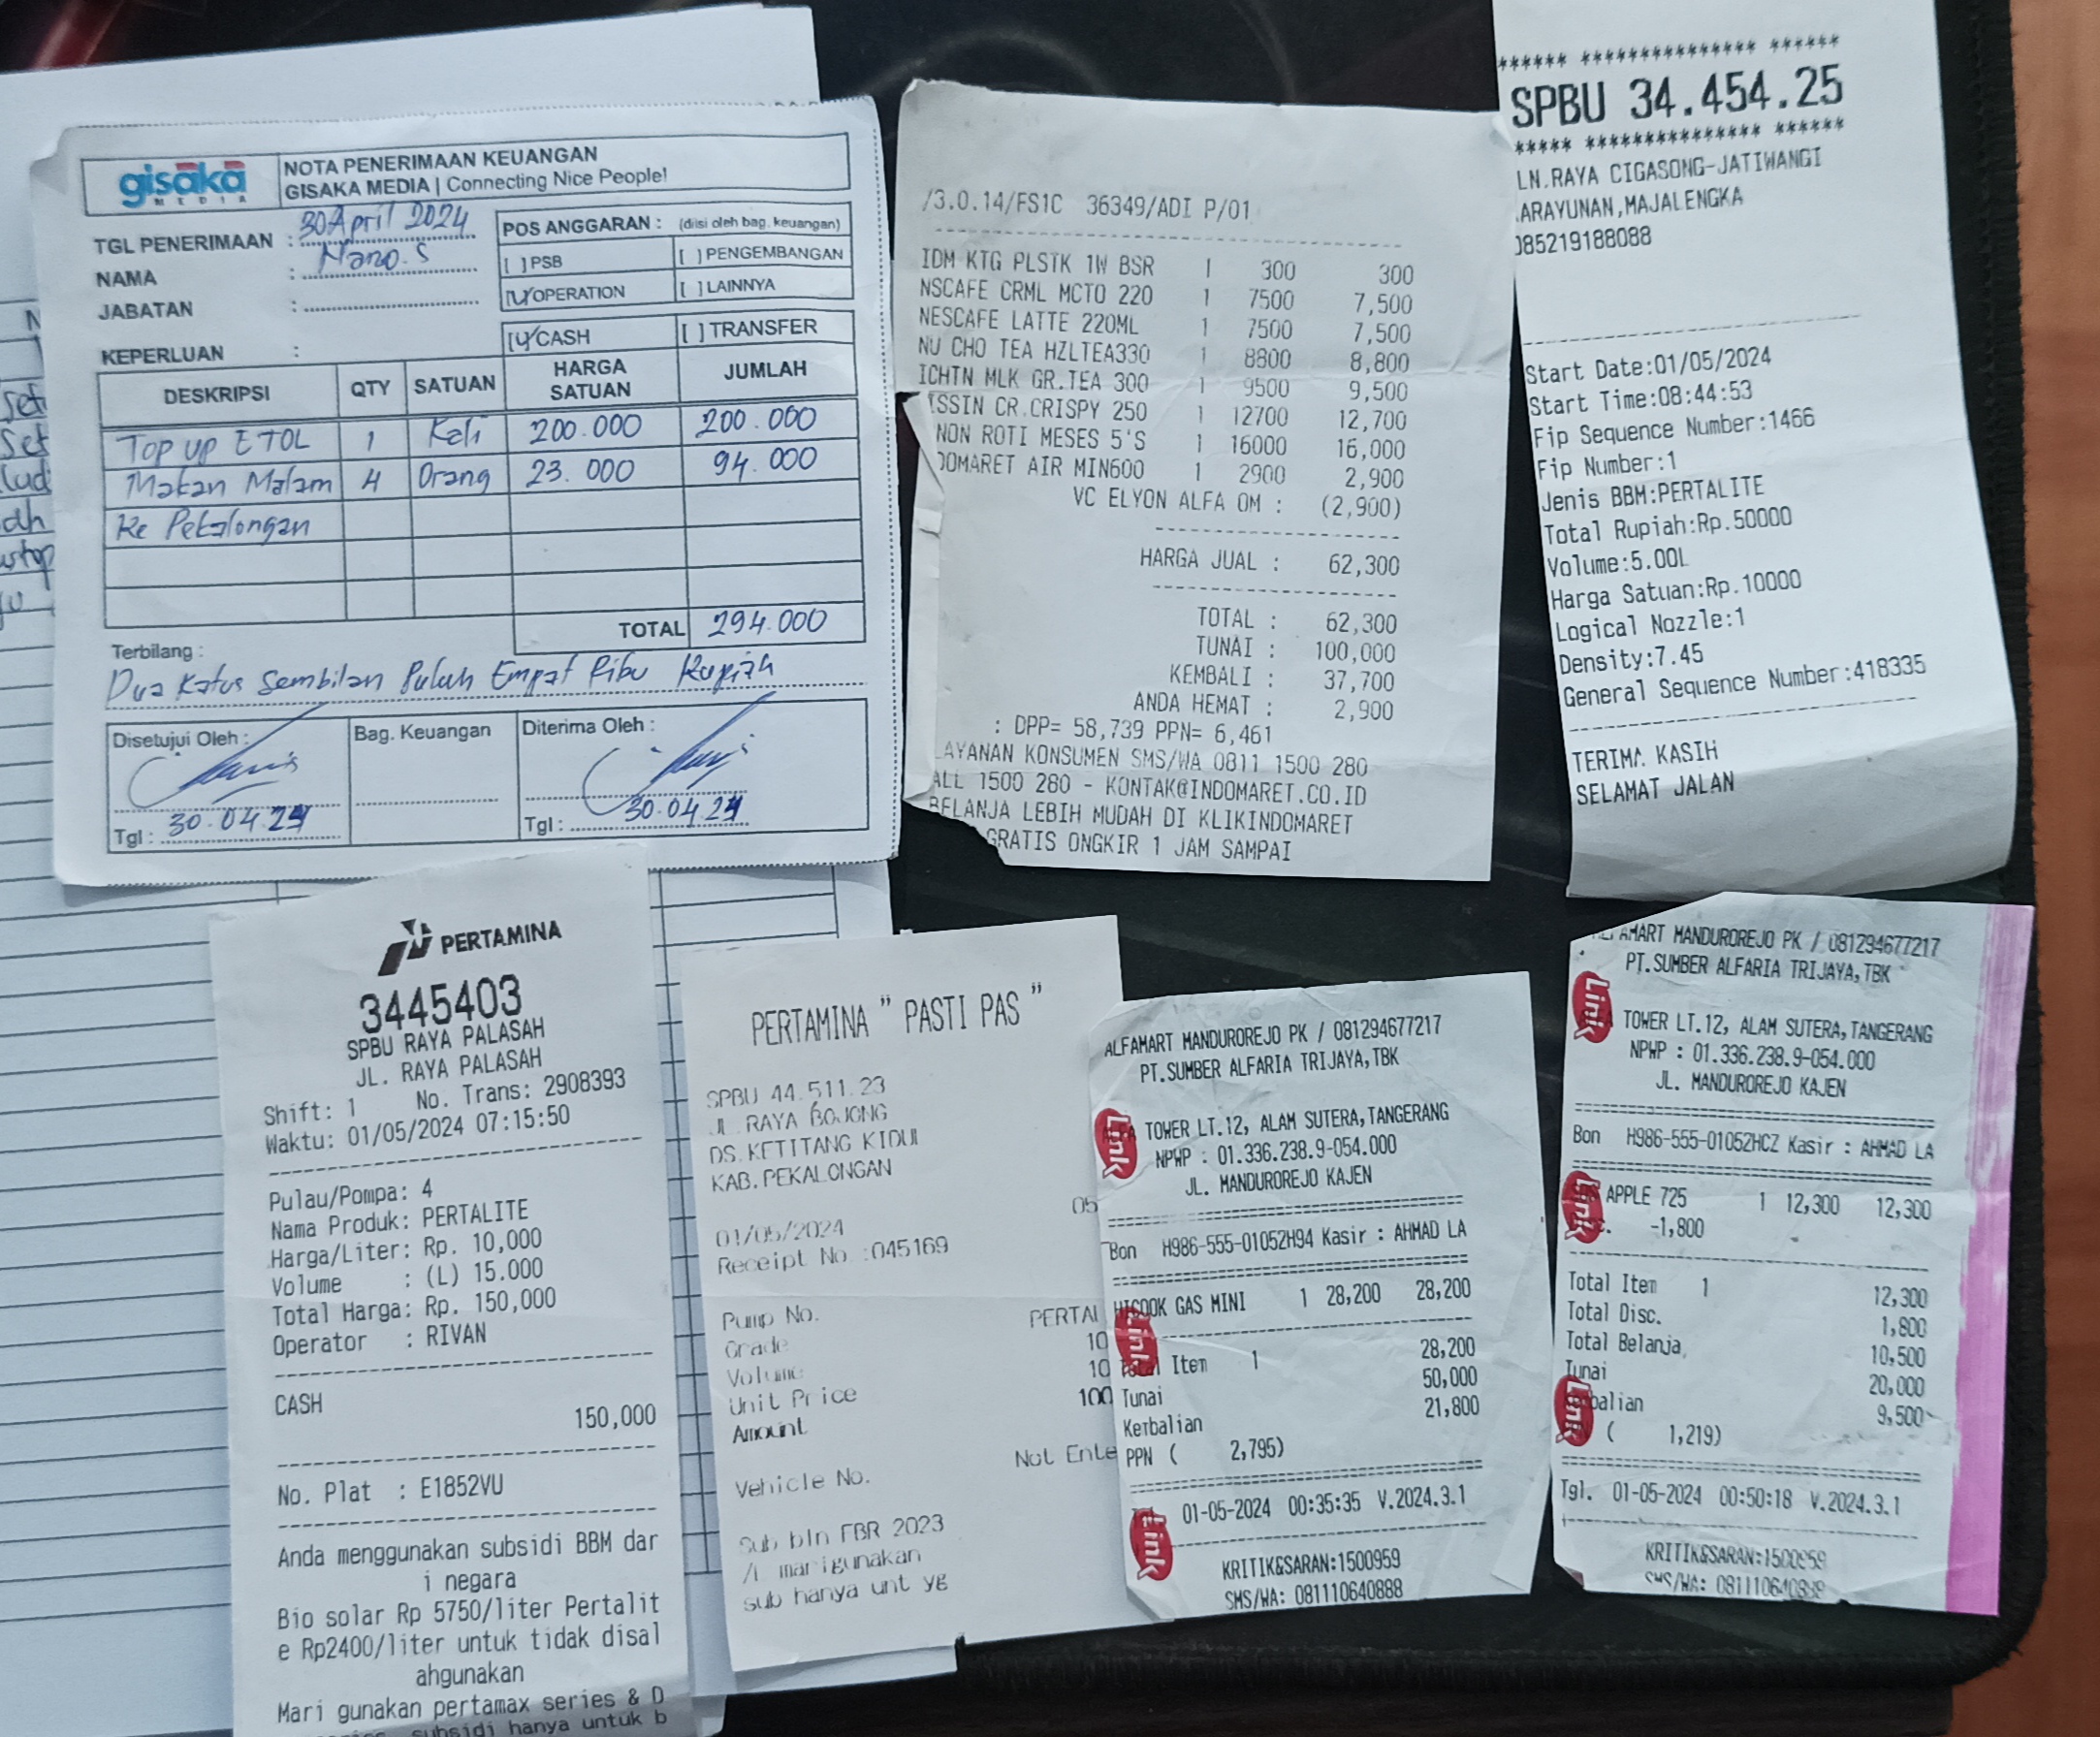 gisaka
MEDIA
NOTA PENERIMAAN KEUANGAN
GISAKA MEDIA | Connecting Nice People!
TGL PENERIMAAN : 30 April 2024
NAMA : Nano. S
JABATAN :
KEPERLUAN :
POS ANGGARAN : (diisi oleh bag. keuangan)
[ ] PSB [ ] PENGEMBANGAN
[√] OPERATION [ ] LAINNYA
[√] CASH [ ] TRANSFER
DESKRIPSI QTY SATUAN HARGA SATUAN JUMLAH
Top up E TOL 1 Kali 200.000 200.000
Makan Malam 4 Orang 23.000 94.000
Ke Pekalongan
TOTAL 294.000
Terbilang :
Dua Ratus Sembilan Puluh Empat Ribu Rupiah
Disetujui Oleh : Bag. Keuangan Diterima Oleh :
Tgl : 30.04.24 Tgl : 30.04.24
/3.0.14/FS1C 36349/ADI P/01
IDM KTG PLSTK 1W BSR 1 300 300
NSCAFE CRML MCTO 220 1 7500 7,500
NESCAFE LATTE 220ML 1 7500 7,500
NU CHO TEA HZLTEA330 1 8800 8,800
ICHTN MLK GR.TEA 300 1 9500 9,500
ISSIN CR.CRISPY 250 1 12700 12,700
NON ROTI MESES 5'S 1 16000 16,000
DOMARET AIR MIN600 1 2900 2,900
VC ELYON ALFA OM : (2,900)
HARGA JUAL : 62,300
TOTAL : 62,300
TUNAI : 100,000
KEMBALI : 37,700
ANDA HEMAT : 2,900
: DPP= 58,739 PPN= 6,461
AYANAN KONSUMEN SMS/WA 0811 1500 280
ALL 1500 280 - KONTAK@INDOMARET.CO.ID
BELANJA LEBIH MUDAH DI KLIKINDOMARET
GRATIS ONGKIR 1 JAM SAMPAI
****** *************** ******
SPBU 34.454.25
***** *************** ******
LN.RAYA CIGASONG-JATIWANGI
ARAYUNAN,MAJALENGKA
085219188088
Start Date:01/05/2024
Start Time:08:44:53
Fip Sequence Number:1466
Fip Number:1
Jenis BBM:PERTALITE
Total Rupiah:Rp.50000
Volume:5.00L
Harga Satuan:Rp.10000
Logical Nozzle:1
Density:7.45
General Sequence Number:418335
TERIMA KASIH
SELAMAT JALAN
PERTAMINA
3445403
SPBU RAYA PALASAH
JL. RAYA PALASAH
Shift: 1 No. Trans: 2908393
Waktu: 01/05/2024 07:15:50
Pulau/Pompa: 4
Nama Produk: PERTALITE
Harga/Liter: Rp. 10,000
Volume : (L) 15.000
Total Harga: Rp. 150,000
Operator : RIVAN
CASH
150,000
No. Plat : E1852VU
Anda menggunakan subsidi BBM dar
i negara
Bio solar Rp 5750/liter Pertalit
e Rp2400/liter untuk tidak disal
ahgunakan
Mari gunakan pertamax series & D
subsidi hanya untuk b
PERTAMINA " PASTI PAS "
SPBU 44.511.23
Jl. RAYA BOJONG
DS. KETITANG KIDUL
KAB. PEKALONGAN
01/05/2024 05
Receipt No :045169
Pump No.
Grade PERTAL
Volume 10
Unit Price 10
Amount 100
Vehicle No. Not Ente
Sub bln FBR 2023
/L marigunakan
sub hanya unt yg
ALFAMART MANDUROREJO PK / 081294677217
PT.SUMBER ALFARIA TRIJAYA,TBK
TOWER LT.12, ALAM SUTERA,TANGERANG
NPWP : 01.336.238.9-054.000
JL. MANDUROREJO KAJEN
Bon H986-555-01052H94 Kasir : AHMAD LA
HICOOK GAS MINI 1 28,200 28,200
Total Item 1 28,200
Tunai 50,000
Kembalian 21,800
PPN ( 2,795)
01-05-2024 00:35:35 V.2024.3.1
KRITIK&SARAN:1500959
SMS/WA: 081110640888
Link
Link
Link
AMART MANDUROREJO PK / 081294677217
PT.SUMBER ALFARIA TRIJAYA,TBK
TOWER LT.12, ALAM SUTERA,TANGERANG
NPWP : 01.336.238.9-054.000
JL. MANDUROREJO KAJEN
Bon H986-555-01052HCZ Kasir : AHMAD LA
APPLE 725 1 12,300 12,300
-1,800
Total Item 1 12,300
Total Disc. 1,800
Total Belanja 10,500
Tunai 20,000
balian 9,500
( 1,219)
Tgl. 01-05-2024 00:50:18 V.2024.3.1
KRITIK&SARAN:1500959
SMS/WA: 081110640888
Link
Link
Link